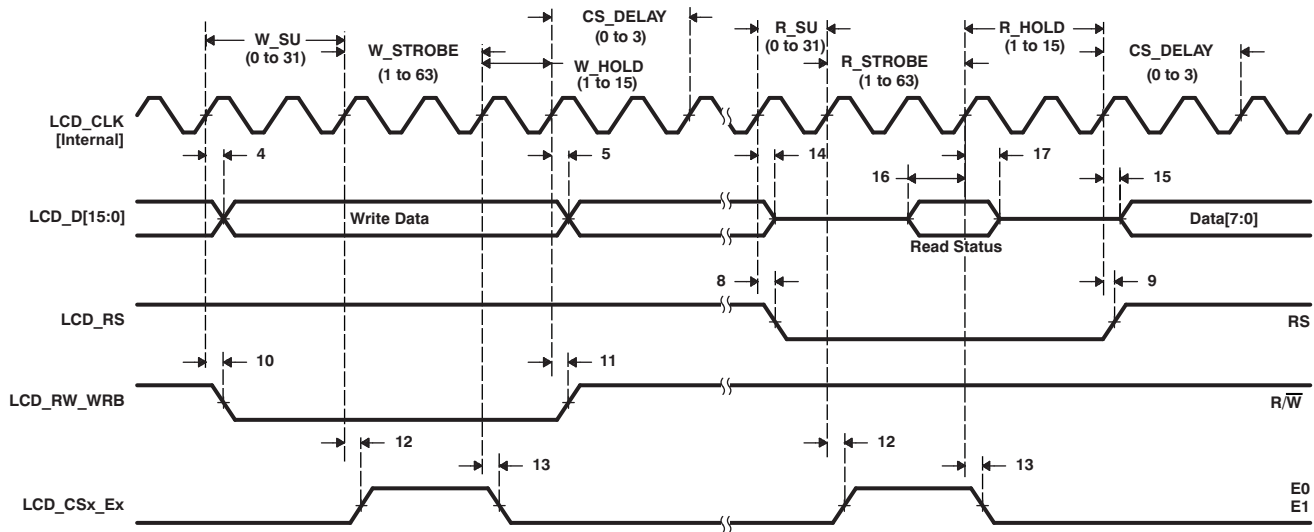 CS_DELAY
(0 to 3)
W_SU
(0 to 31)
W_STROBE
(1 to 63)
W_HOLD
(1 to 15)
R_SU
(0 to 31)
R_STROBE
(1 to 63)
R_HOLD
(1 to 15)
CS_DELAY
(0 to 3)
LCD_CLK
[Internal]
4
5
14
17
16
15
LCD_D[15:0]
Write Data
Read Status
Data[7:0]
8
9
LCD_RS
RS
10
11
LCD_RW_WRB
R/W̅
12
13
12
13
LCD_CSx_Ex
E0
E1